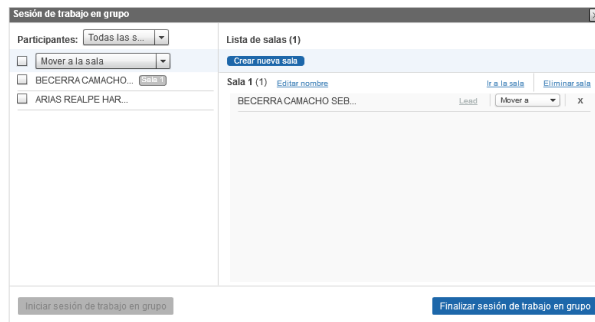 Sesión de trabajo en grupo
Participantes: Todas las s...
Mover a la sala
BECERRA CAMACHO... Sala 1
ARIAS REALPE HAR...
Lista de salas (1)
Crear nueva sala
Sala 1 (1) Editar nombre Ir a la sala Eliminar sala
BECERRA CAMACHO SEB... Lead Mover a x
Iniciar sesión de trabajo en grupo
Finalizar sesión de trabajo en grupo